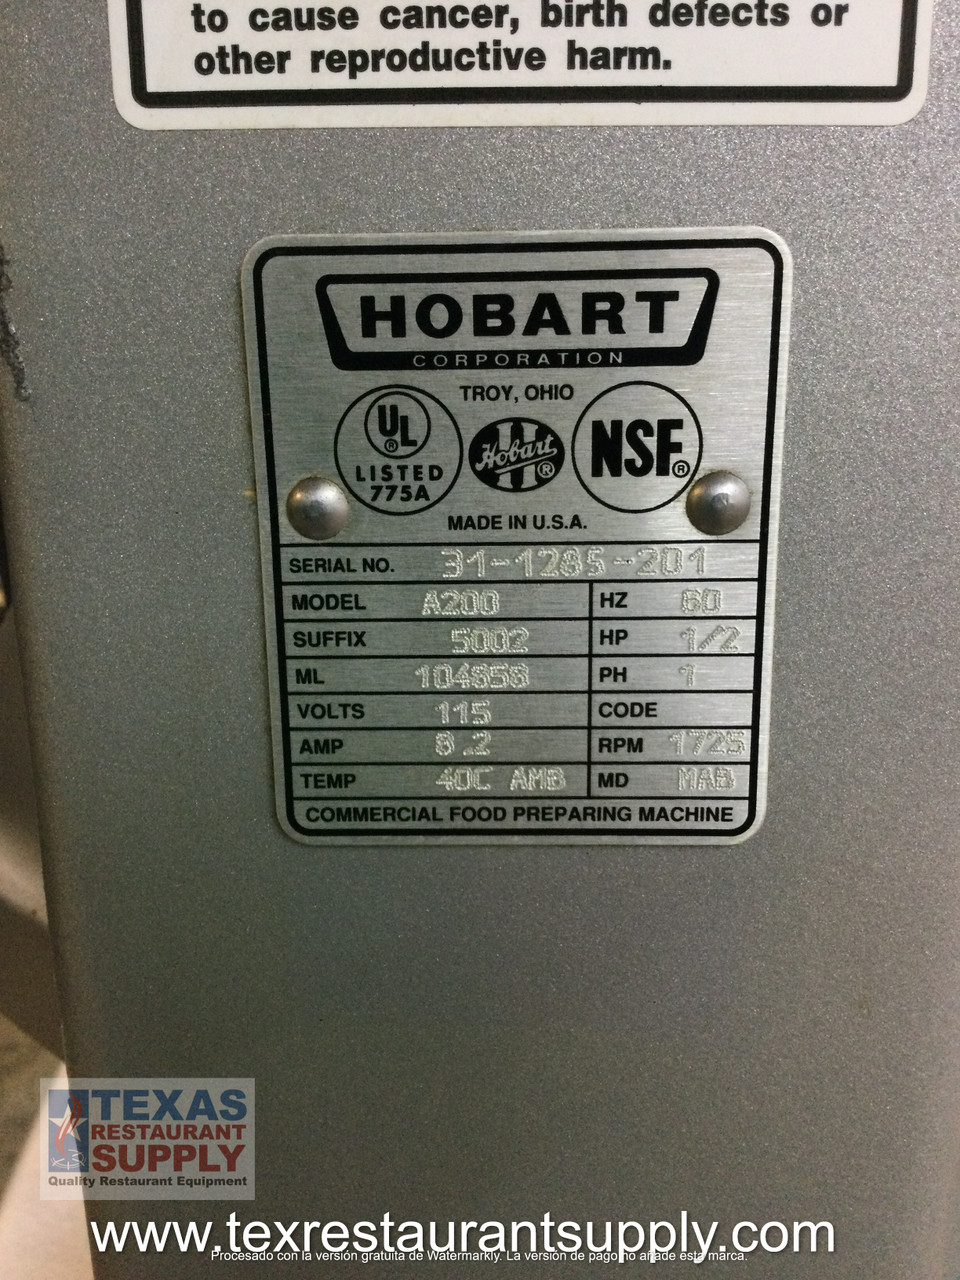 to cause cancer, birth defects or
other reproductive harm.
HOBART
CORPORATION
TROY, OHIO
UL
®
LISTED
775A
Hobart
®
NSF®
MADE IN U.S.A.
SERIAL NO. 31-1285-201
MODEL A200 HZ 60
SUFFIX 5002 HP 1/2
ML 104858 PH 1
VOLTS 115 CODE
AMP 8.2 RPM 1725
TEMP 40C AMB MD MAB
COMMERCIAL FOOD PREPARING MACHINE
TEXAS
RESTAURANT
SUPPLY
Quality Restaurant Equipment
www.texrestaurantsupply.com
Procesado con la versión gratuita de Watermarkly. La versión de pago no añade esta marca.